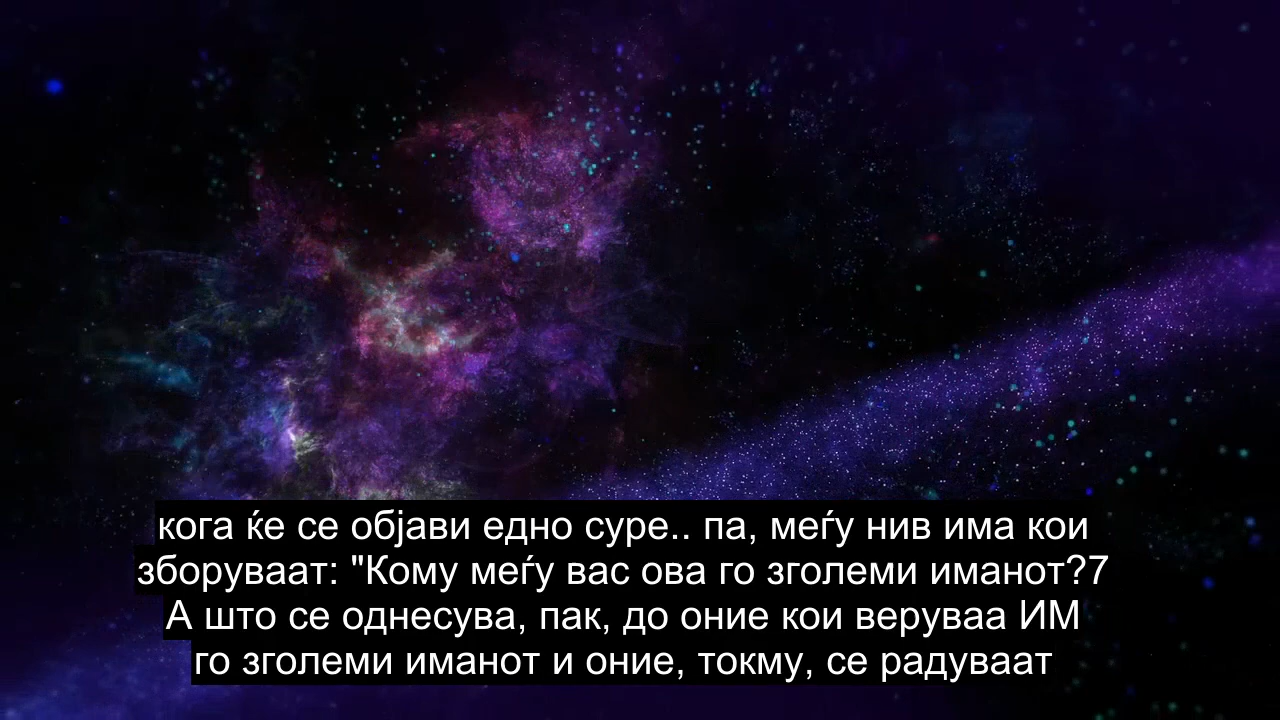 кога ќе се објави едно суре.. па, меѓу нив има кои
зборуваат: "Кому меѓу вас ова го зголеми иманот?7
А што се однесува, пак, до оние кои веруваа ИМ
го зголеми иманот и оние, токму, се радуваат